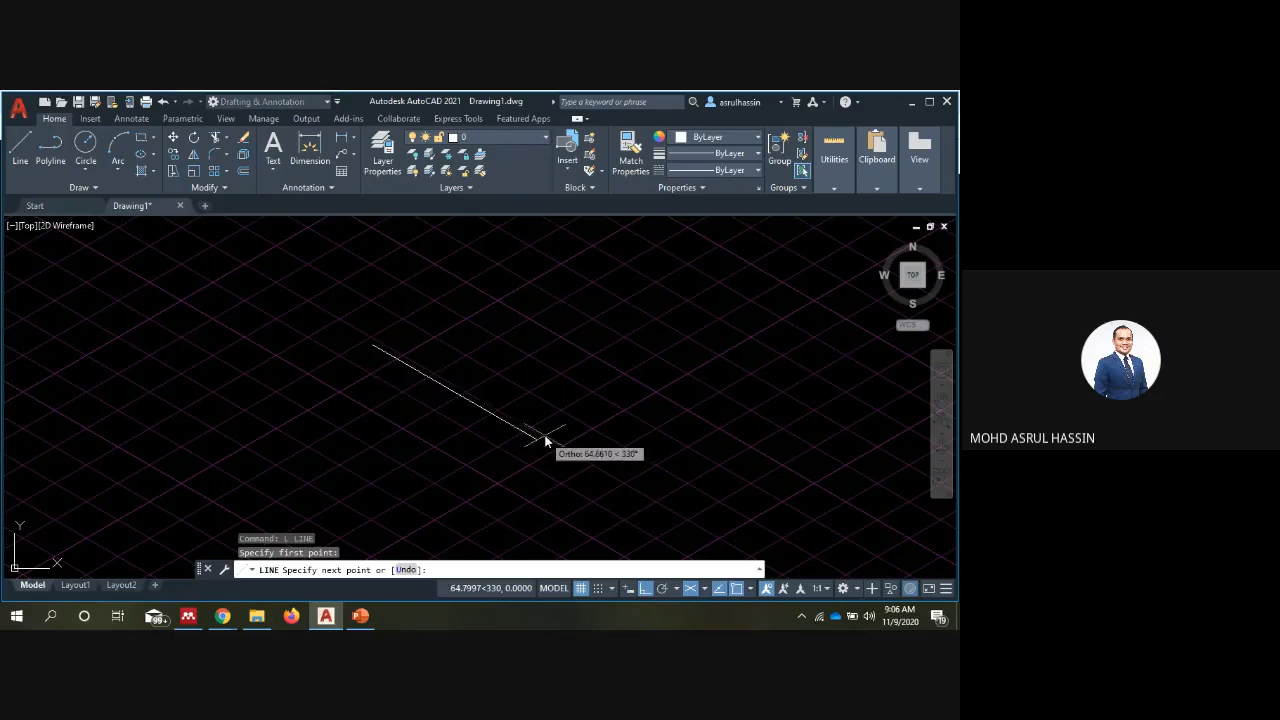 Drafting & Annotation
Autodesk AutoCAD 2021 Drawing1.dwg
Type a keyword or phrase
asrulhassin
Home Insert Annotate Parametric View Manage Output Add-ins Collaborate Express Tools Featured Apps
0
ByLayer
ByLayer
ByLayer
Line Polyline Circle Arc
Text Dimension
Layer Properties
Insert
Match Properties
Group
Utilities
Clipboard
View
Draw Modify Annotation Layers Block Properties Groups
Start Drawing1*
[−][Top][2D Wireframe]
N
W TOP E
S
WCS
Ortho: 64.6610 < 330°
MOHD ASRUL HASSIN
Y
X
Command: L LINE
Specify first point:
LINE Specify next point or [Undo]:
Model Layout1 Layout2
64.7997<330, 0.0000 MODEL
1:1
99+
9:06 AM
11/9/2020
19